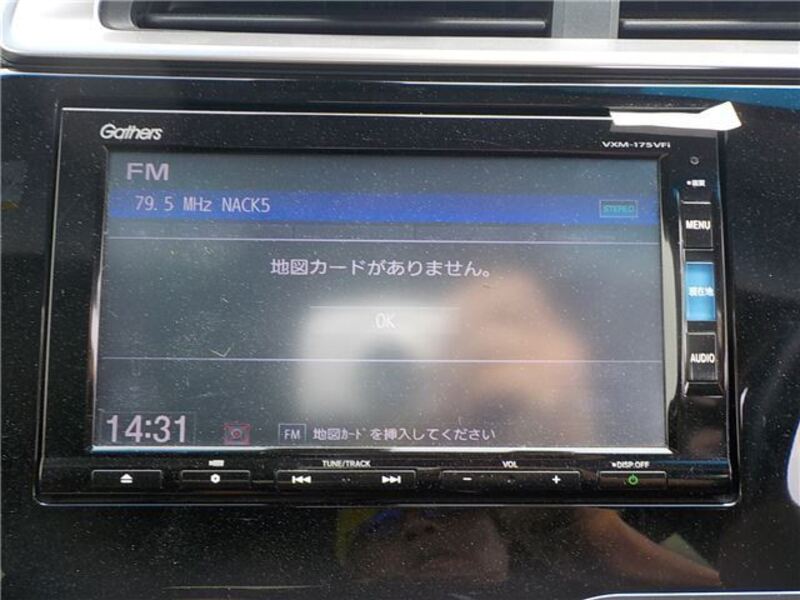 Gathers
VXM-175VFi
FM
79.5 MHz NACK5
STEREO
地図カードがありません。
OK
MENU
現在地
AUDIO
14:31
FM 地図ｶｰﾄﾞを挿入してください
TUNE/TRACK
VOL
DISP.OFF
- +